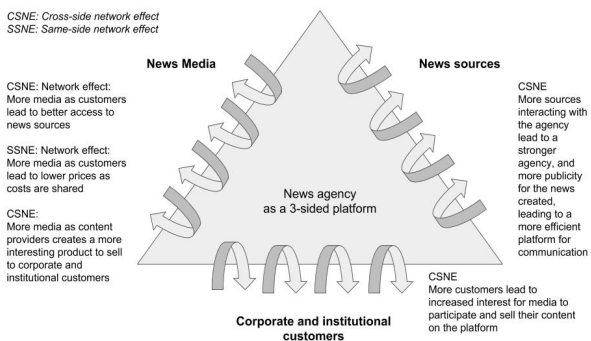 CSNE: Cross-side network effect
SSNE: Same-side network effect
News Media
News sources
CSNE: Network effect:
More media as customers
lead to better access to
news sources
SSNE: Network effect:
More media as customers
lead to lower prices as
costs are shared
CSNE:
More media as content
providers creates a more
interesting product to sell
to corporate and
institutional customers
News agency
as a 3-sided platform
CSNE
More sources
interacting with
the agency
lead to a
stronger
agency, and
more publicity
for the news
created,
leading to
a more efficient
platform for
communication
CSNE
More customers lead to
increased interest for media to
participate and sell their content
on the platform
Corporate and institutional
customers